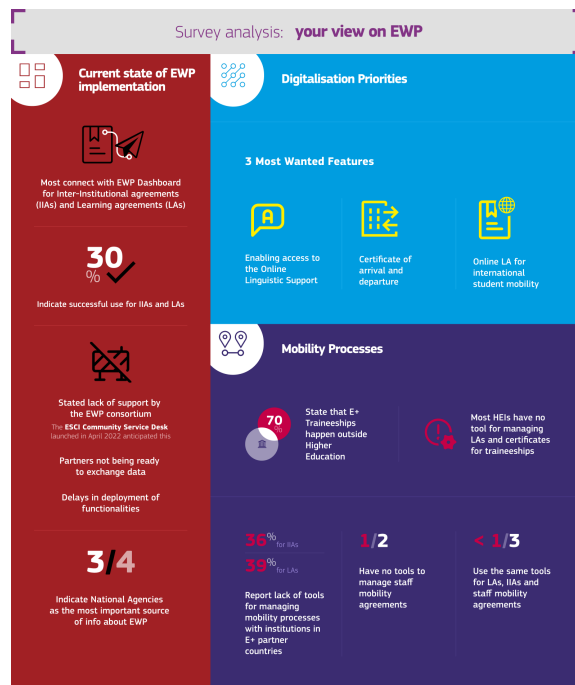 Survey analysis: your view on EWP
Current state of EWP
implementation
Most connect with EWP Dashboard
for Inter-Institutional agreements
(IIAs) and Learning agreements (LAs)
30
%
Indicate successful use for IIAs and LAs
Stated lack of support by
the EWP consortium
The ESCI Community Service Desk
launched in April 2022 anticipated this
Partners not being ready
to exchange data
Delays in deployment of
functionalities
3/4
Indicate National Agencies
as the most important source
of info about EWP
Digitalisation Priorities
3 Most Wanted Features
A
Enabling access to
the Online
Linguistic Support
Certificate of
arrival and
departure
Online LA for
international
student mobility
Mobility Processes
70
%
State that E+
Traineeships
happen outside
Higher
Education
Most HEIs have no
tool for managing
LAs and certificates
for traineeships
36% for IIAs
39% for LAs
Report lack of tools
for managing
mobility processes
with institutions in
E+ partner
countries
1/2
Have no tools to
manage staff
mobility
agreements
< 1/3
Use the same tools
for LAs, IIAs and
staff mobility
agreements